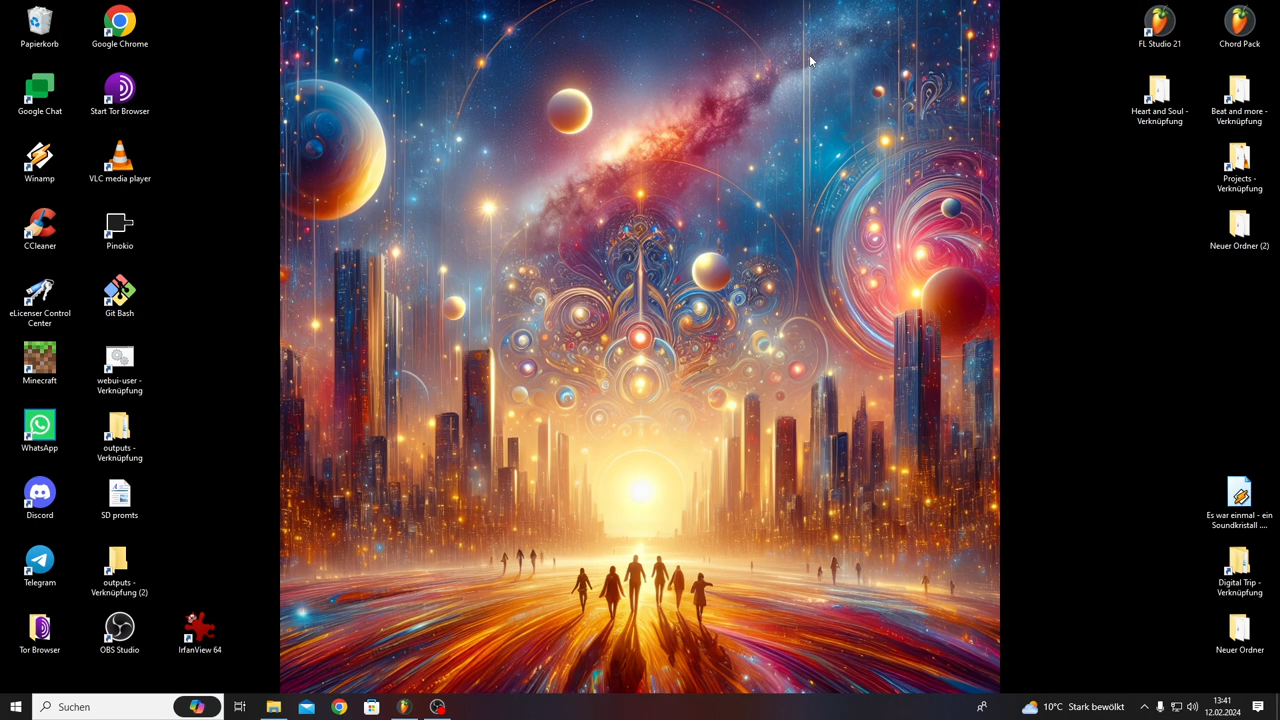 Papierkorb
Google Chrome
Google Chat
Start Tor Browser
Winamp
VLC media player
CCleaner
Pinokio
eLicenser Control
Center
Git Bash
Minecraft
webui-user -
Verknüpfung
WhatsApp
outputs -
Verknüpfung
Discord
SD promts
Telegram
outputs -
Verknüpfung (2)
Tor Browser
OBS Studio
IrfanView 64
FL Studio 21
Chord Pack
Heart and Soul -
Verknüpfung
Beat and more -
Verknüpfung
Projects -
Verknüpfung
Neuer Ordner (2)
Es war einmal - ein
Soundkristall ....
Digital Trip -
Verknüpfung
Neuer Ordner
Suchen
10°C Stark bewölkt
13:41
12.02.2024